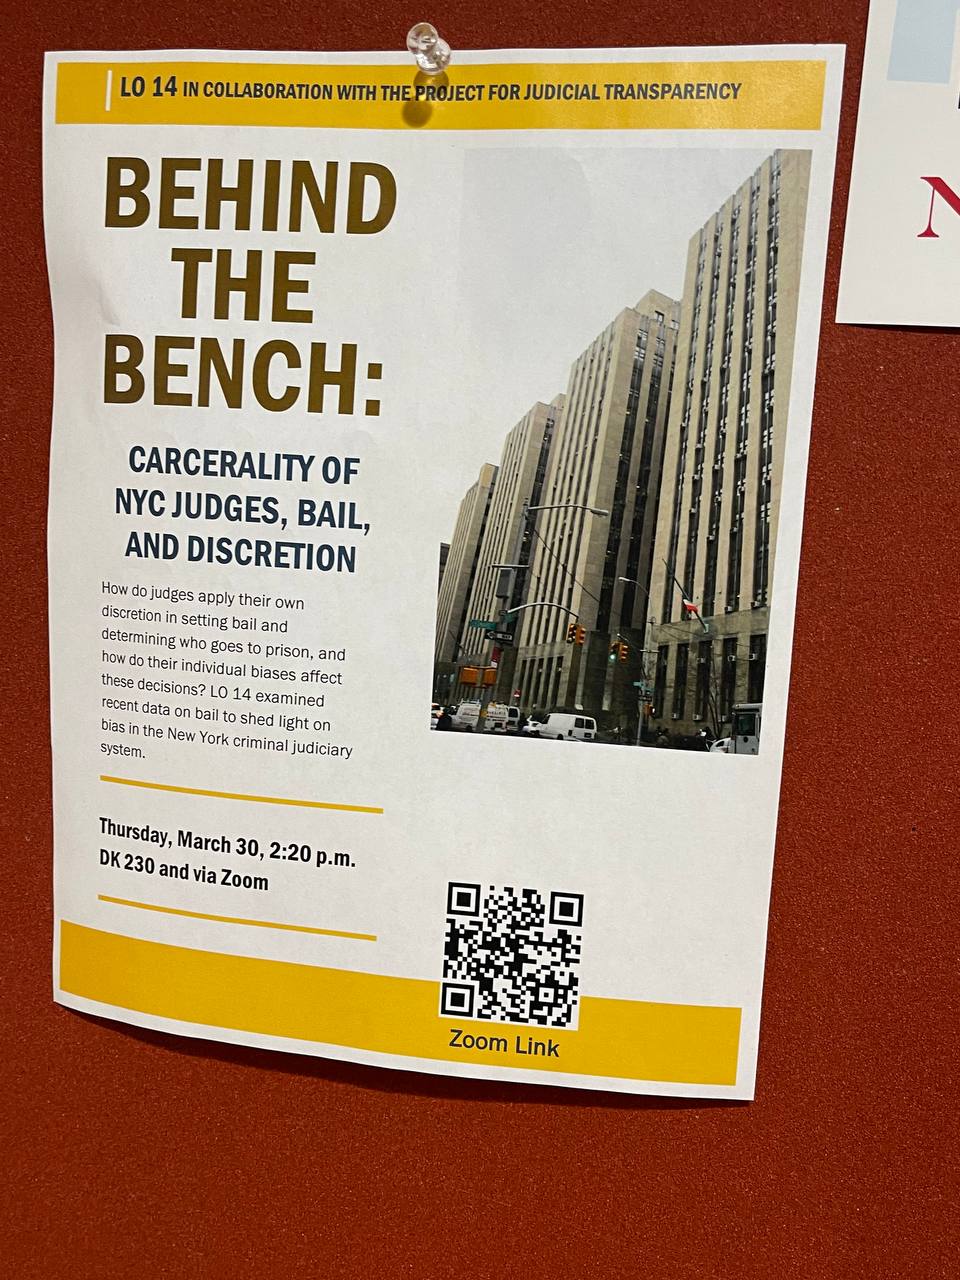 LO 14 IN COLLABORATION WITH THE PROJECT FOR JUDICIAL TRANSPARENCY
BEHIND
THE
BENCH:
CARCERALITY OF
NYC JUDGES, BAIL,
AND DISCRETION
How do judges apply their own
discretion in setting bail and
determining who goes to prison, and
how do their individual biases affect
these decisions? LO 14 examined
recent data on bail to shed light on
bias in the New York criminal judiciary
system.
Thursday, March 30, 2:20 p.m.
DK 230 and via Zoom
Zoom Link
N